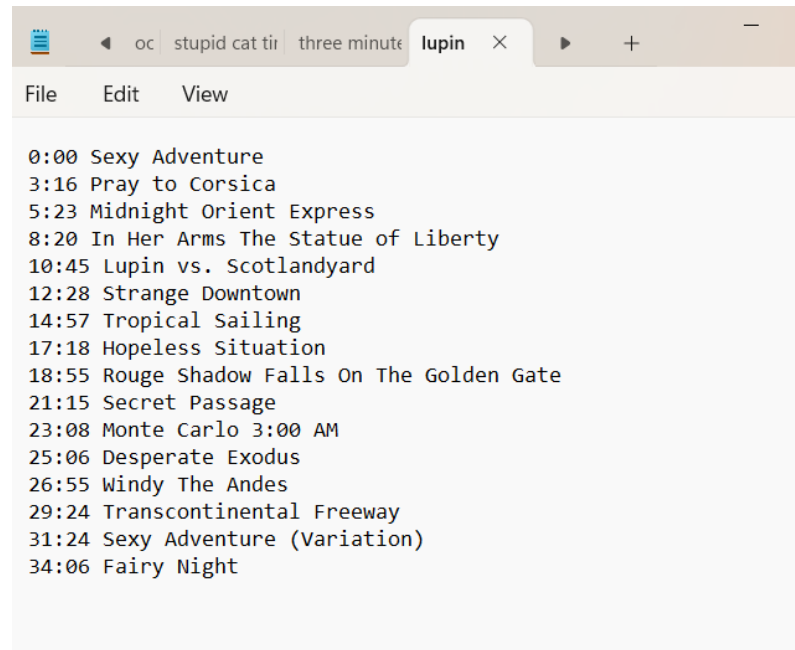 oc stupid cat tir three minute lupin
File Edit View
0:00 Sexy Adventure
3:16 Pray to Corsica
5:23 Midnight Orient Express
8:20 In Her Arms The Statue of Liberty
10:45 Lupin vs. Scotlandyard
12:28 Strange Downtown
14:57 Tropical Sailing
17:18 Hopeless Situation
18:55 Rouge Shadow Falls On The Golden Gate
21:15 Secret Passage
23:08 Monte Carlo 3:00 AM
25:06 Desperate Exodus
26:55 Windy The Andes
29:24 Transcontinental Freeway
31:24 Sexy Adventure (Variation)
34:06 Fairy Night